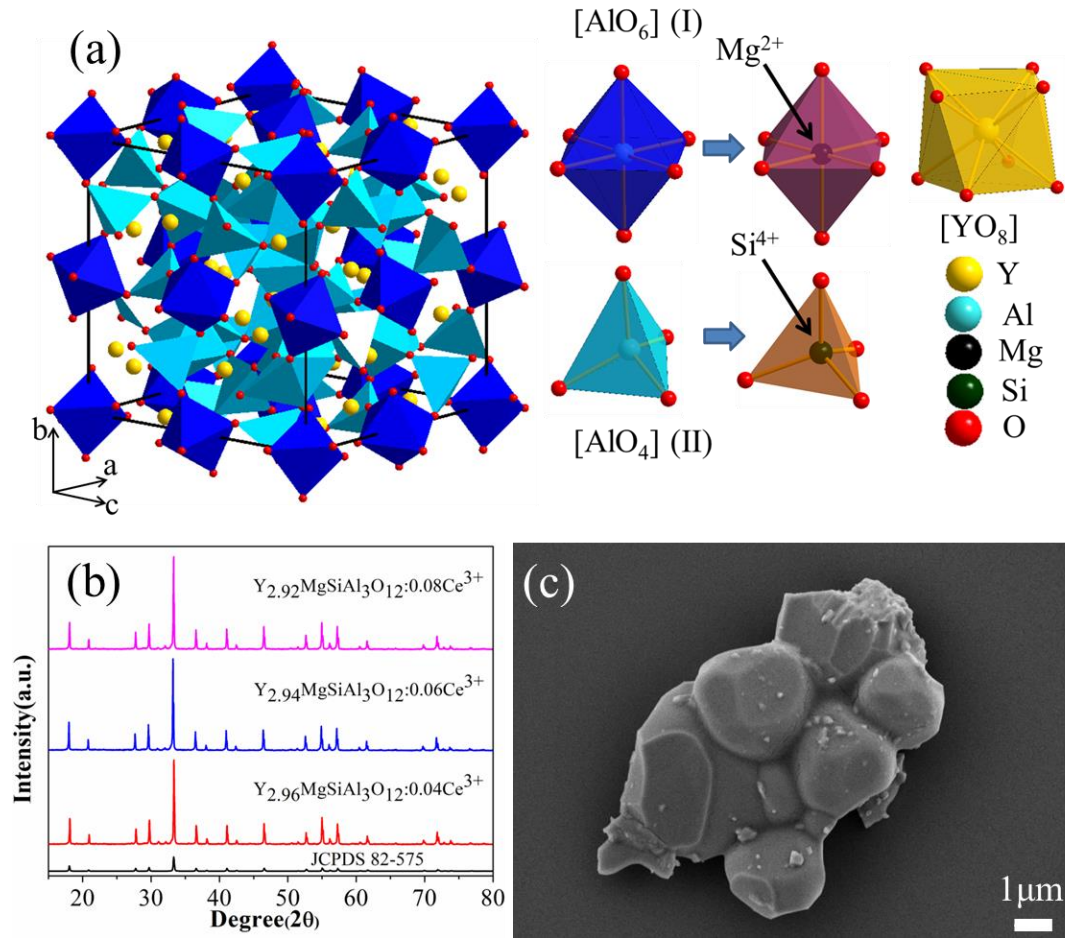 (a)
[AlO₆] (I)
Mg²⁺
Si⁴⁺
[AlO₄] (II)
[YO₈]
Y
Al
Mg
Si
O
b
a
c
(b)
Y₂.₉₂MgSiAl₃O₁₂:0.08Ce³⁺
Y₂.₉₄MgSiAl₃O₁₂:0.06Ce³⁺
Y₂.₉₆MgSiAl₃O₁₂:0.04Ce³⁺
JCPDS 82-575
Intensity(a.u.)
20 30 40 50 60 70 80
Degree(2θ)
(c)
1μm